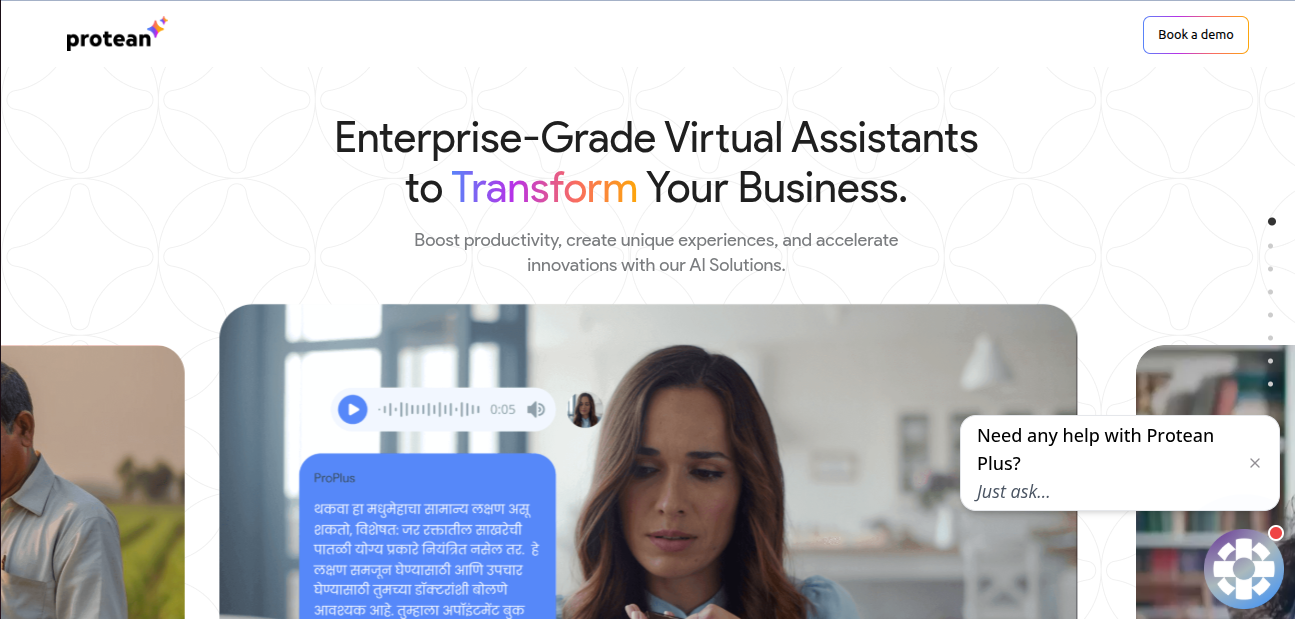 protean
Book a demo
Enterprise-Grade Virtual Assistants
to Transform Your Business.
Boost productivity, create unique experiences, and accelerate
innovations with our AI Solutions.
0:05
ProPlus
थकवा हा मधुमेहाचा सामान्य लक्षण असू
शकतो, विशेषतः जर रक्तातील साखरेची
पातळी योग्य प्रकारे नियंत्रित नसेल तर. हे
लक्षण समजून घेण्यासाठी आणि उपचार
घेण्यासाठी तुमच्या डॉक्टरांशी बोलणे
आवश्यक आहे. तुम्हाला अपॉइंटमेंट बुक
Need any help with Protean
Plus?
Just ask...